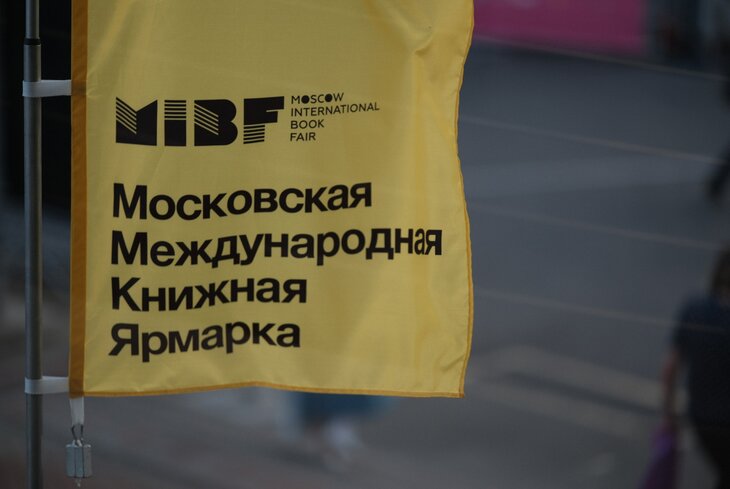 MIBF
MOSCOW
INTERNATIONAL
BOOK
FAIR
Московская
Международная
Книжная
Ярмарка